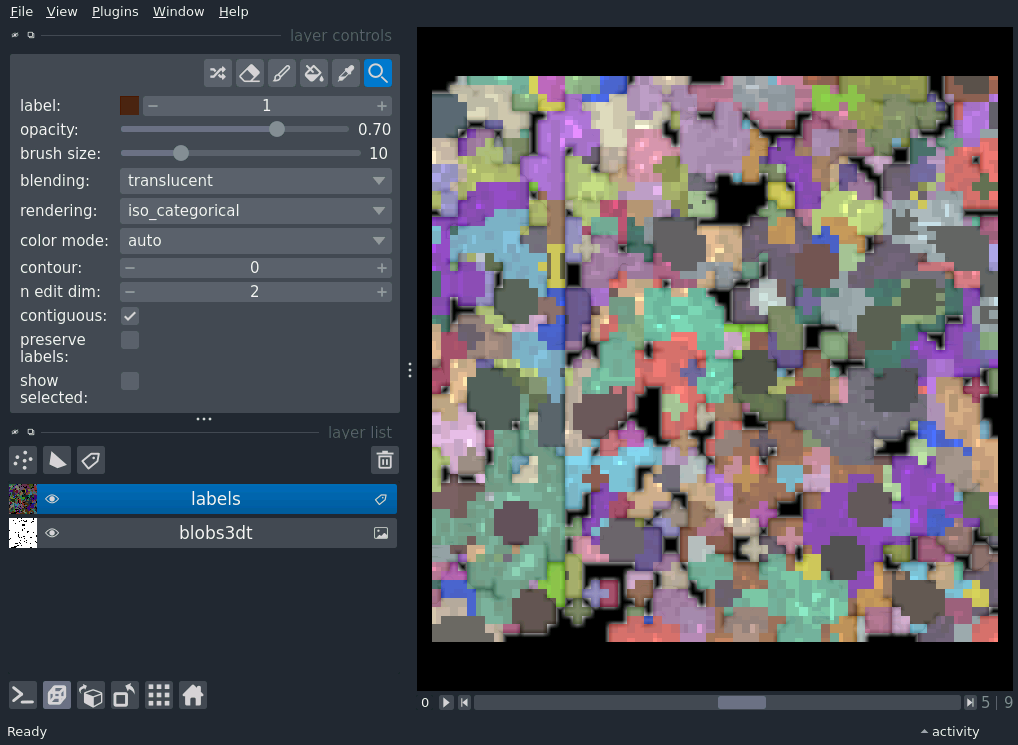 File View Plugins Window Help
layer controls
label: 1
opacity: 0.70
brush size: 10
blending: translucent
rendering: iso_categorical
color mode: auto
contour: 0
n edit dim: 2
contiguous:
preserve
labels:
show
selected:
layer list
labels
blobs3dt
0 5 | 9
Ready activity